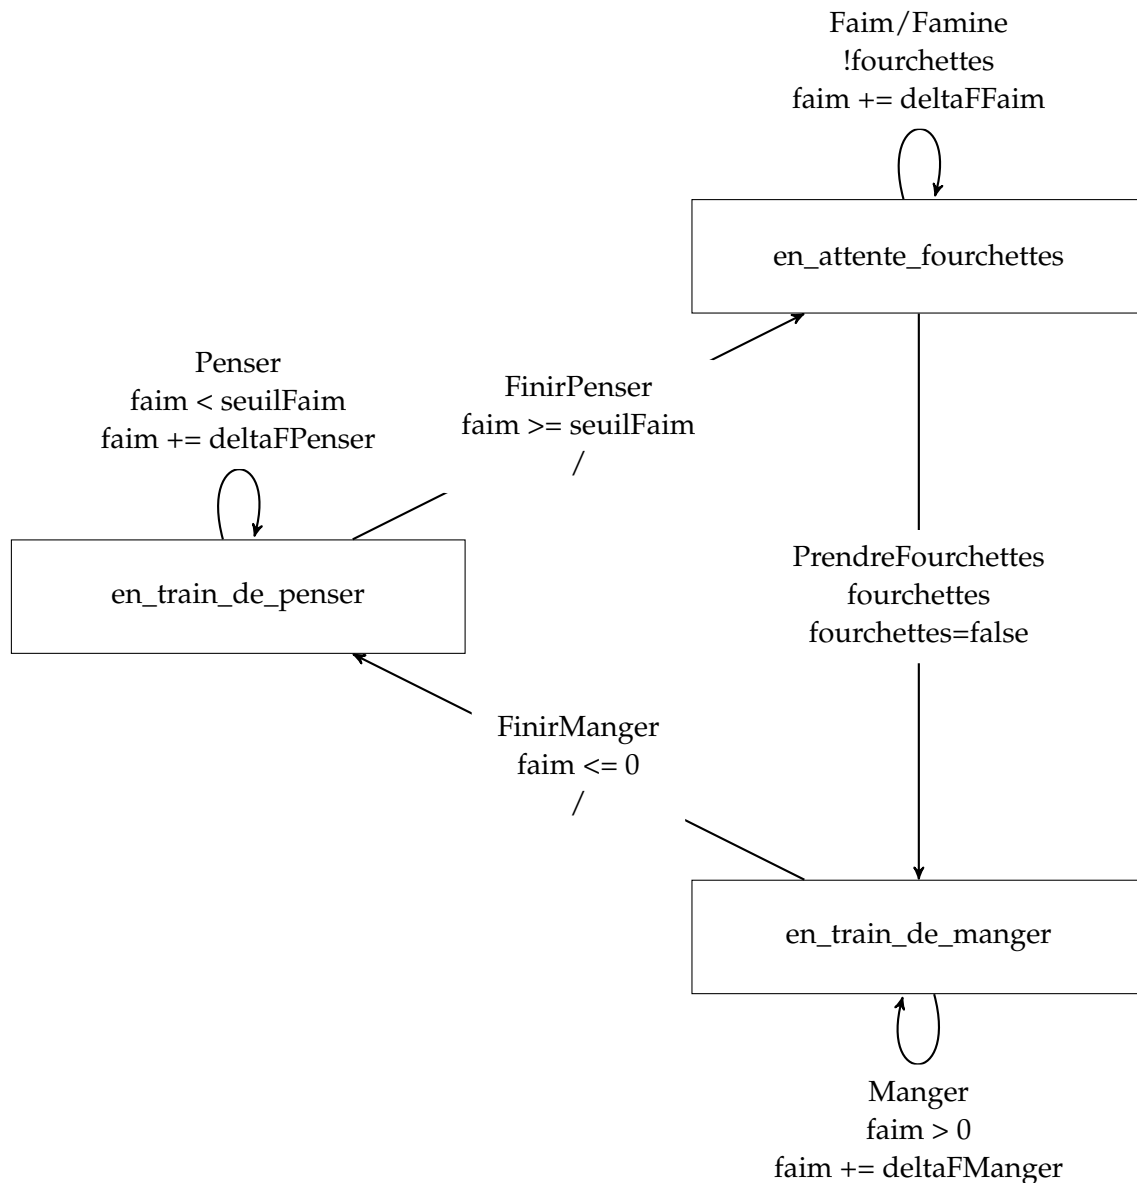 Faim/Famine
!fourchettes
faim += deltaFFaim
en_attente_fourchettes
Penser
faim < seuilFaim
faim += deltaFPenser
FinirPenser
faim >= seuilFaim
/
en_train_de_penser
PrendreFourchettes
fourchettes
fourchettes=false
FinirManger
faim <= 0
/
en_train_de_manger
Manger
faim > 0
faim += deltaFManger